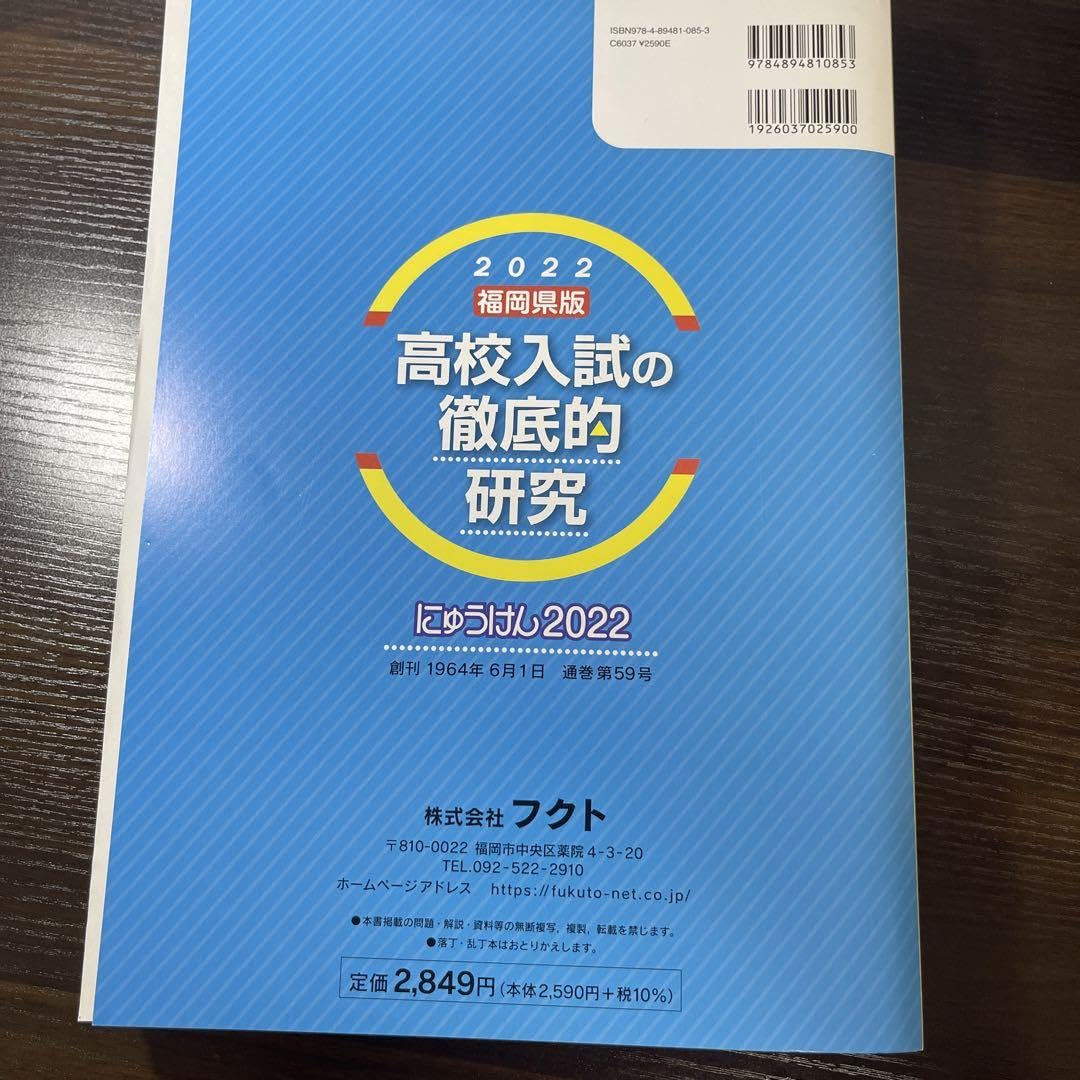 ISBN978-4-89481-085-3
C6037 ¥2590E
9784894810853
1926037025900
2022
福岡県版
高校入試の
徹底的
研究
にゅうけん2022
創刊 1964年 6月1日 通巻第59号
株式会社 フクト
〒810-0022 福岡市中央区薬院 4-3-20
TEL.092-522-2910
ホームページアドレス https://fukuto-net.co.jp/
●本書掲載の問題・解説・資料等の無断複写，複製，転載を禁じます。
●落丁・乱丁本はおとりかえします。
定価 2,849円（本体2,590円＋税10%）